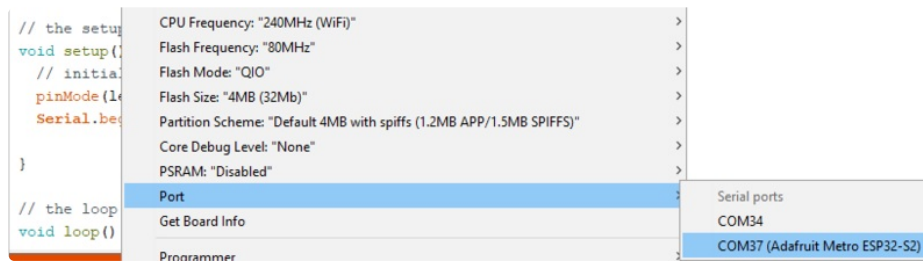 // the setup
void setup()
// initial
pinMode(le
Serial.beg
}
// the loop
void loop()
CPU Frequency: "240MHz (WiFi)"
Flash Frequency: "80MHz"
Flash Mode: "QIO"
Flash Size: "4MB (32Mb)"
Partition Scheme: "Default 4MB with spiffs (1.2MB APP/1.5MB SPIFFS)"
Core Debug Level: "None"
PSRAM: "Disabled"
Port
Get Board Info
Programmer
Serial ports
COM34
COM37 (Adafruit Metro ESP32-S2)